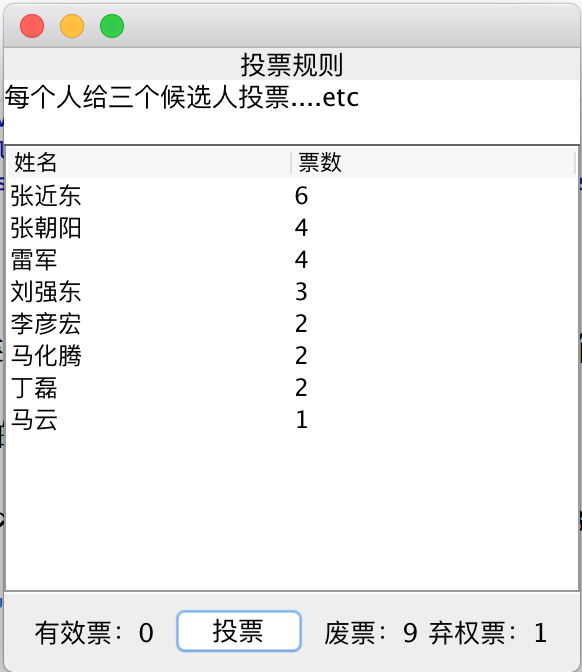 投票规则
每个人给三个候选人投票....etc
姓名 票数
张近东 6
张朝阳 4
雷军 4
刘强东 3
李彦宏 2
马化腾 2
丁磊 2
马云 1
有效票：0 投票 废票：9 弃权票：1